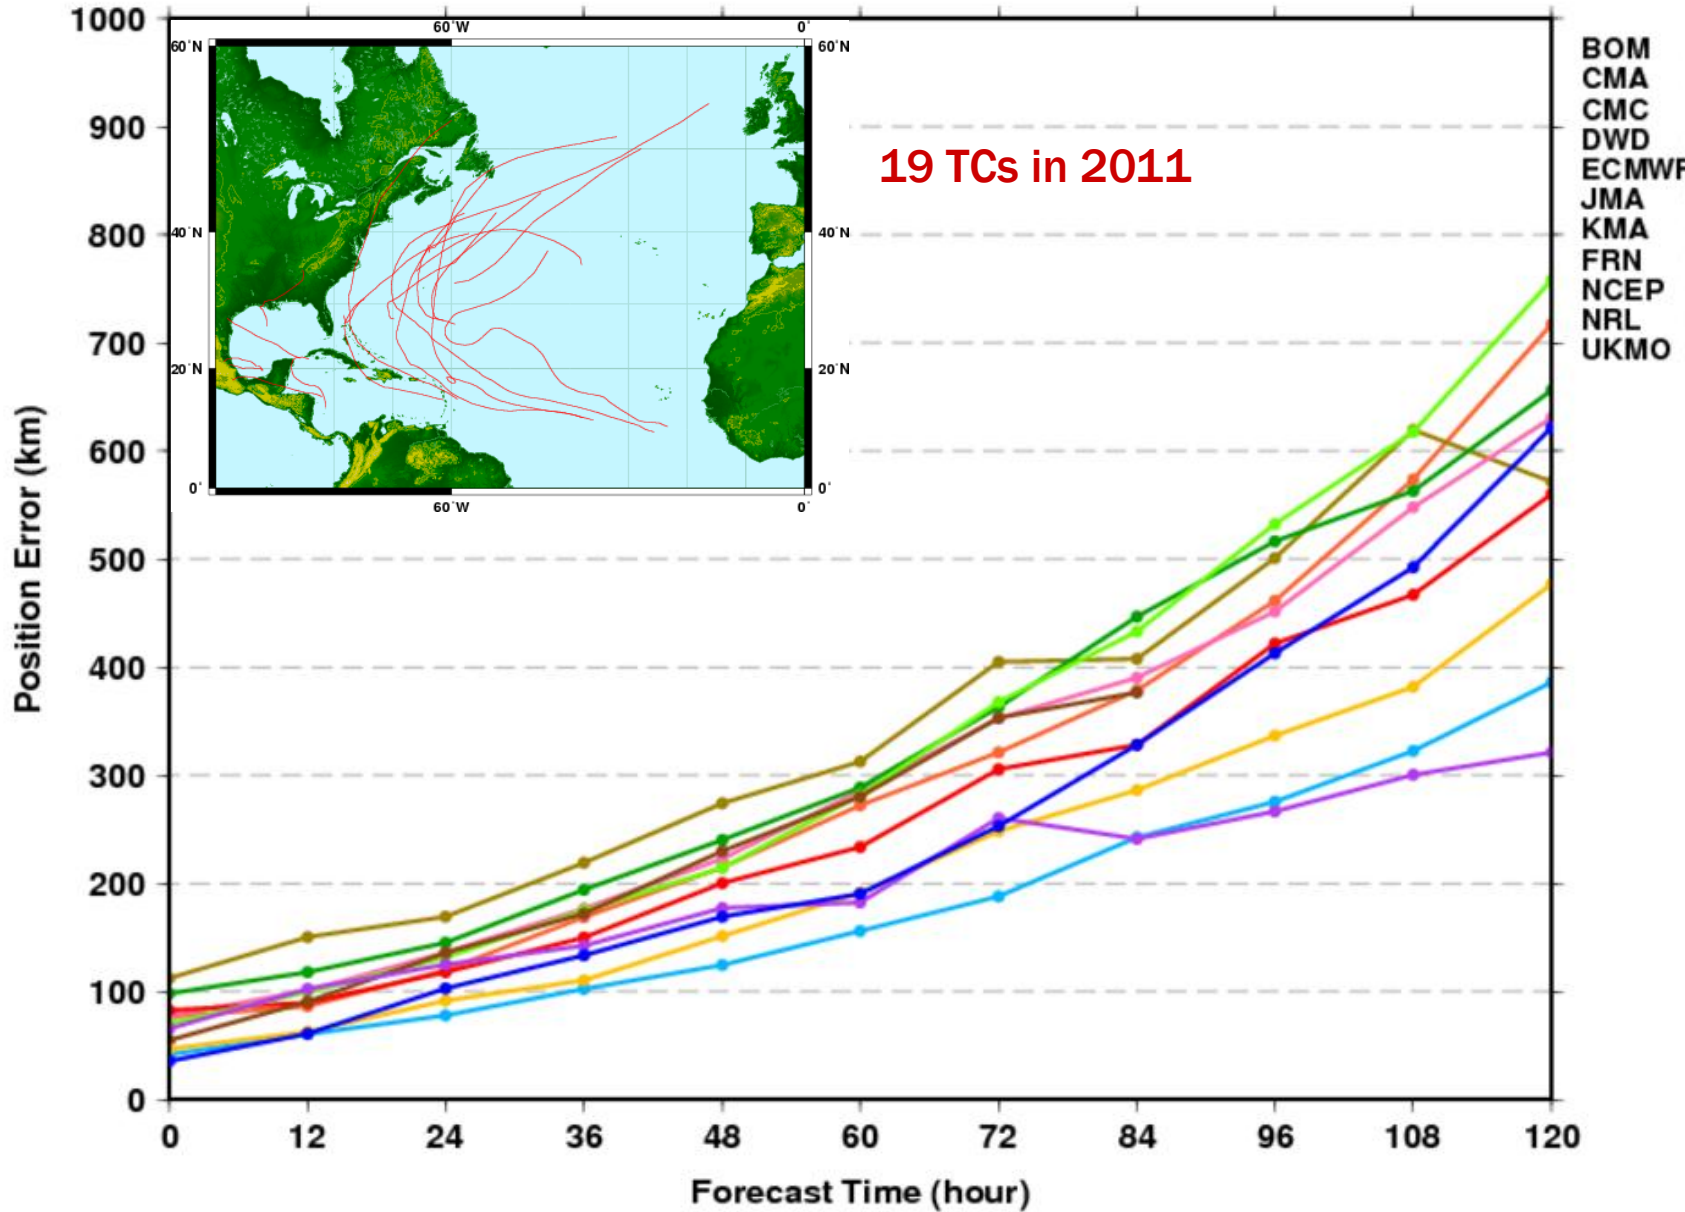 1000
900
800
700
600
500
400
300
200
100
0
Position Error (km)
0 12 24 36 48 60 72 84 96 108 120
Forecast Time (hour)
60°W 0°
60°N 60°N
40°N 40°N
20°N 20°N
0° 0°
60°W 0°
19 TCs in 2011
BOM
CMA
CMC
DWD
ECMWF
JMA
KMA
FRN
NCEP
NRL
UKMO